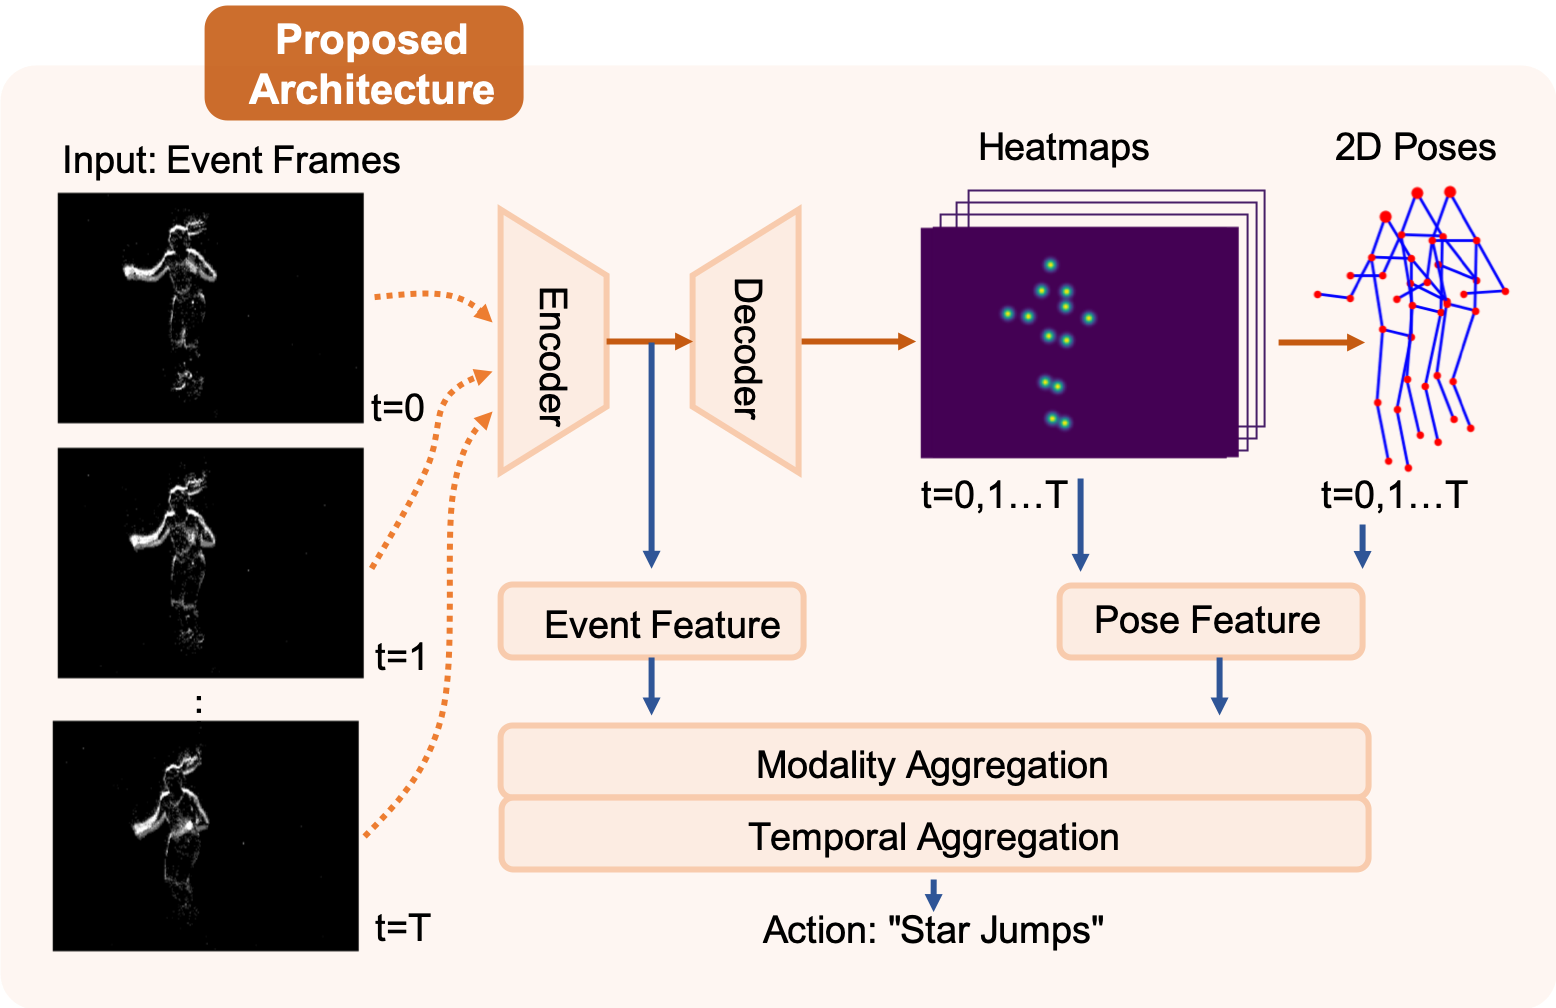 Proposed
Architecture
Input: Event Frames
Heatmaps
2D Poses
t=0
Encoder
Decoder
t=0,1...T
t=0,1...T
t=1
:
Event Feature
Pose Feature
Modality Aggregation
Temporal Aggregation
t=T
Action: "Star Jumps"